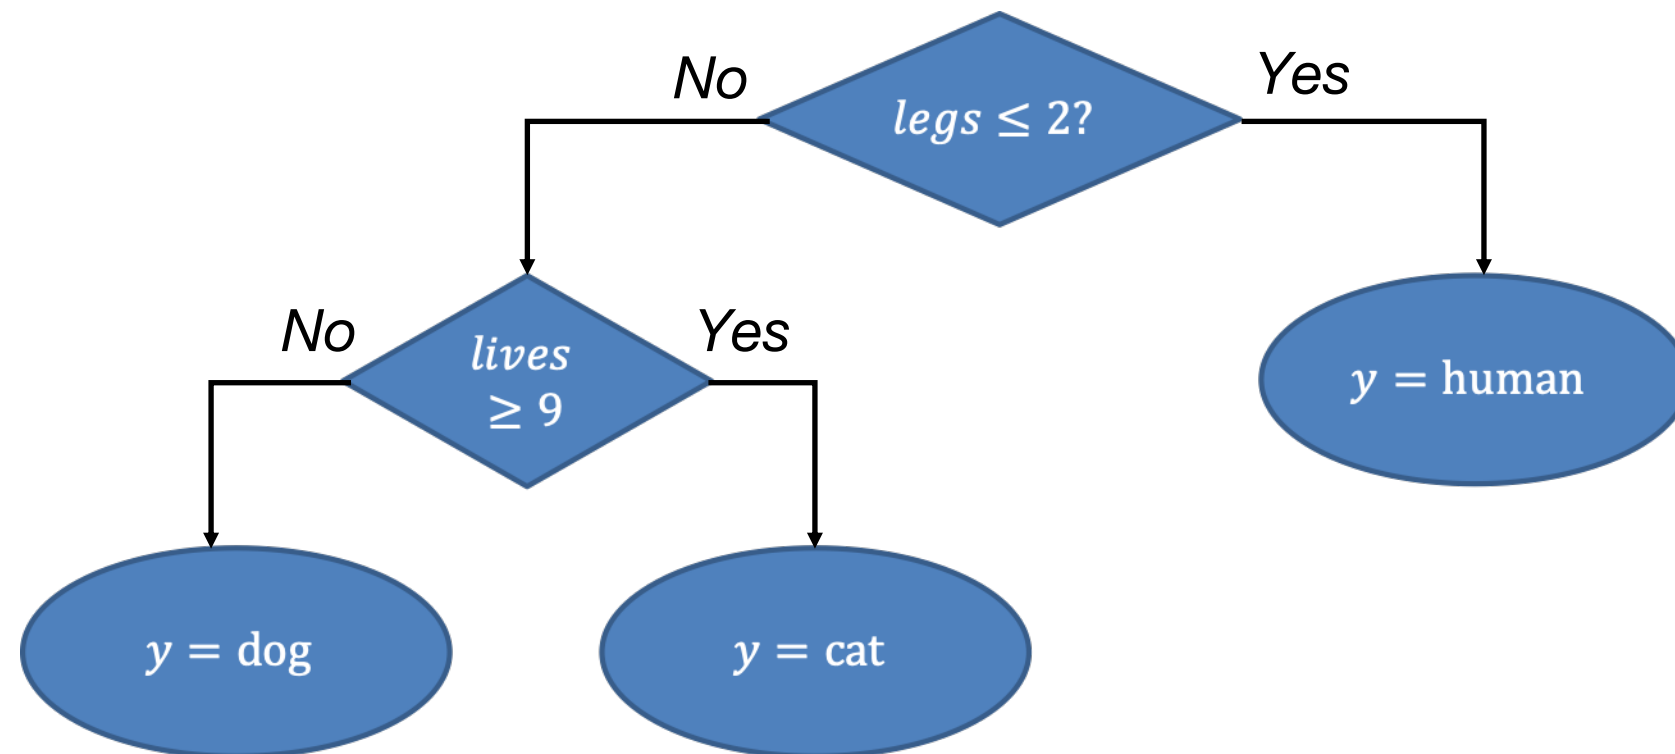 No
legs ≤ 2?
Yes
No
lives
≥ 9
Yes
y = human
y = dog
y = cat